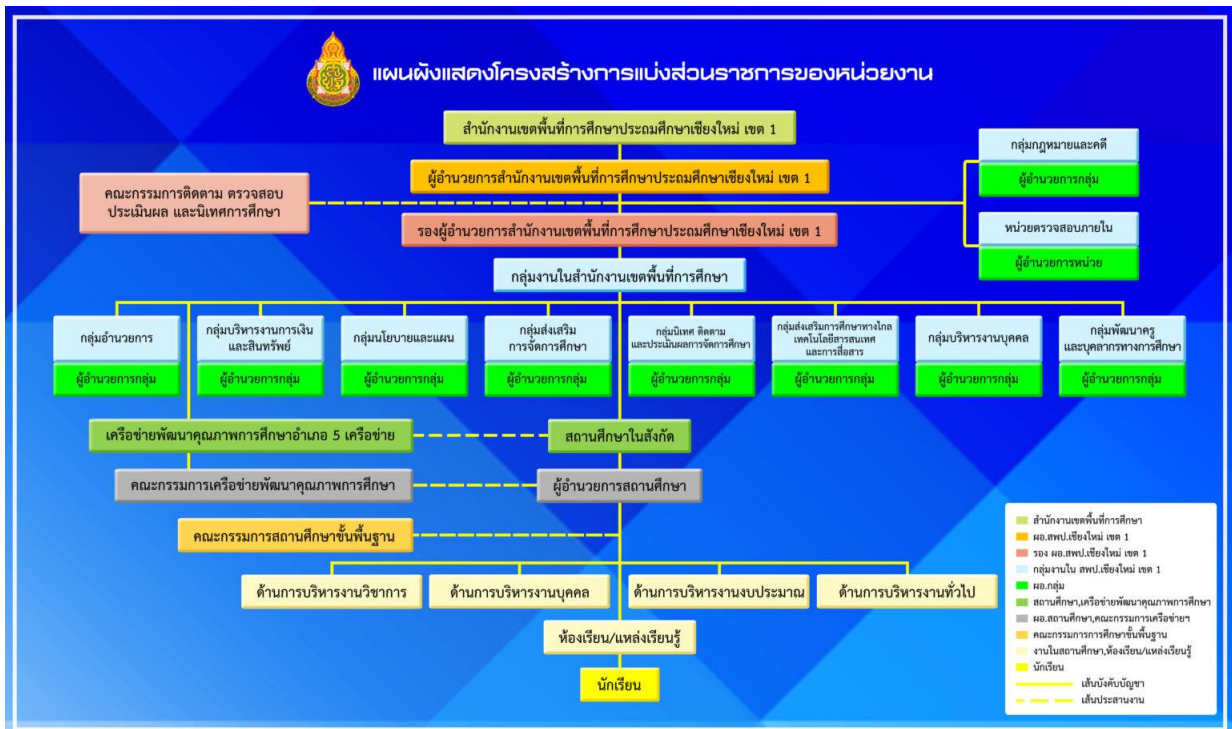 แผนผังแสดงโครงสร้างการแบ่งส่วนราชการของหน่วยงาน
สำนักงานเขตพื้นที่การศึกษาประถมศึกษาเชียงใหม่ เขต 1
ผู้อำนวยการสำนักงานเขตพื้นที่การศึกษาประถมศึกษาเชียงใหม่ เขต 1
กลุ่มกฎหมายและคดี
ผู้อำนวยการกลุ่ม
คณะกรรมการติดตาม ตรวจสอบ
ประเมินผล และนิเทศการศึกษา
รองผู้อำนวยการสำนักงานเขตพื้นที่การศึกษาประถมศึกษาเชียงใหม่ เขต 1
หน่วยตรวจสอบภายใน
ผู้อำนวยการหน่วย
กลุ่มงานในสำนักงานเขตพื้นที่การศึกษา
กลุ่มอำนวยการ
ผู้อำนวยการกลุ่ม
กลุ่มบริหารงานการเงิน
และสินทรัพย์
ผู้อำนวยการกลุ่ม
กลุ่มนโยบายและแผน
ผู้อำนวยการกลุ่ม
กลุ่มส่งเสริม
การจัดการศึกษา
ผู้อำนวยการกลุ่ม
กลุ่มนิเทศ ติดตาม
และประเมินผลการจัดการศึกษา
ผู้อำนวยการกลุ่ม
กลุ่มส่งเสริมการศึกษาทางไกล
เทคโนโลยีสารสนเทศ
และการสื่อสาร
ผู้อำนวยการกลุ่ม
กลุ่มบริหารงานบุคคล
ผู้อำนวยการกลุ่ม
กลุ่มพัฒนาครู
และบุคลากรทางการศึกษา
ผู้อำนวยการกลุ่ม
เครือข่ายพัฒนาคุณภาพการศึกษาอำเภอ 5 เครือข่าย
สถานศึกษาในสังกัด
คณะกรรมการเครือข่ายพัฒนาคุณภาพการศึกษา
ผู้อำนวยการสถานศึกษา
คณะกรรมการสถานศึกษาขั้นพื้นฐาน
ด้านการบริหารงานวิชาการ
ด้านการบริหารงานบุคคล
ด้านการบริหารงานงบประมาณ
ด้านการบริหารงานทั่วไป
ห้องเรียน/แหล่งเรียนรู้
นักเรียน
สำนักงานเขตพื้นที่การศึกษา
ผอ.สพป.เชียงใหม่ เขต 1
รอง ผอ.สพป.เชียงใหม่ เขต 1
กลุ่มงานใน สพป.เชียงใหม่ เขต 1
ผอ.กลุ่ม
สถานศึกษา,เครือข่ายพัฒนาคุณภาพการศึกษา
ผอ.สถานศึกษา,คณะกรรมการเครือข่ายฯ
คณะกรรมการการศึกษาขั้นพื้นฐาน
งานในสถานศึกษา,ห้องเรียน/แหล่งเรียนรู้
นักเรียน
เส้นบังคับบัญชา
เส้นประสานงาน